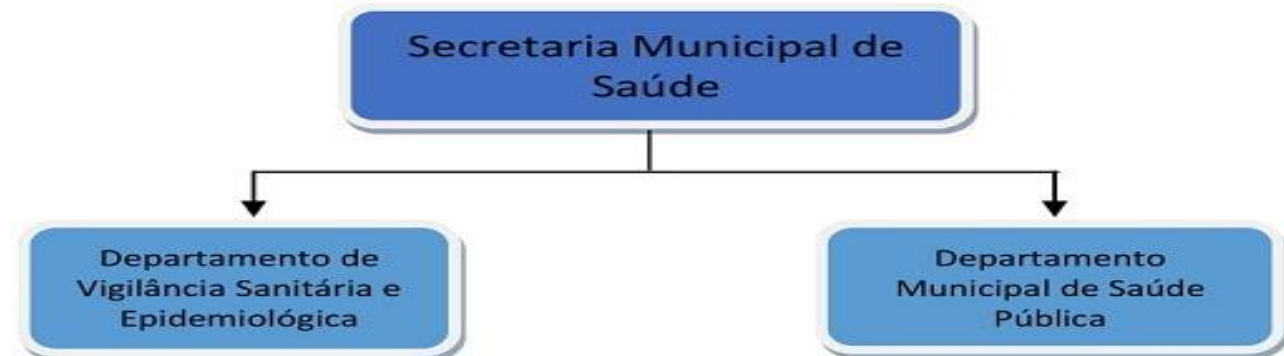 Secretaria Municipal de
Saúde
Departamento de
Vigilância Sanitária e
Epidemiológica
Departamento
Municipal de Saúde
Pública